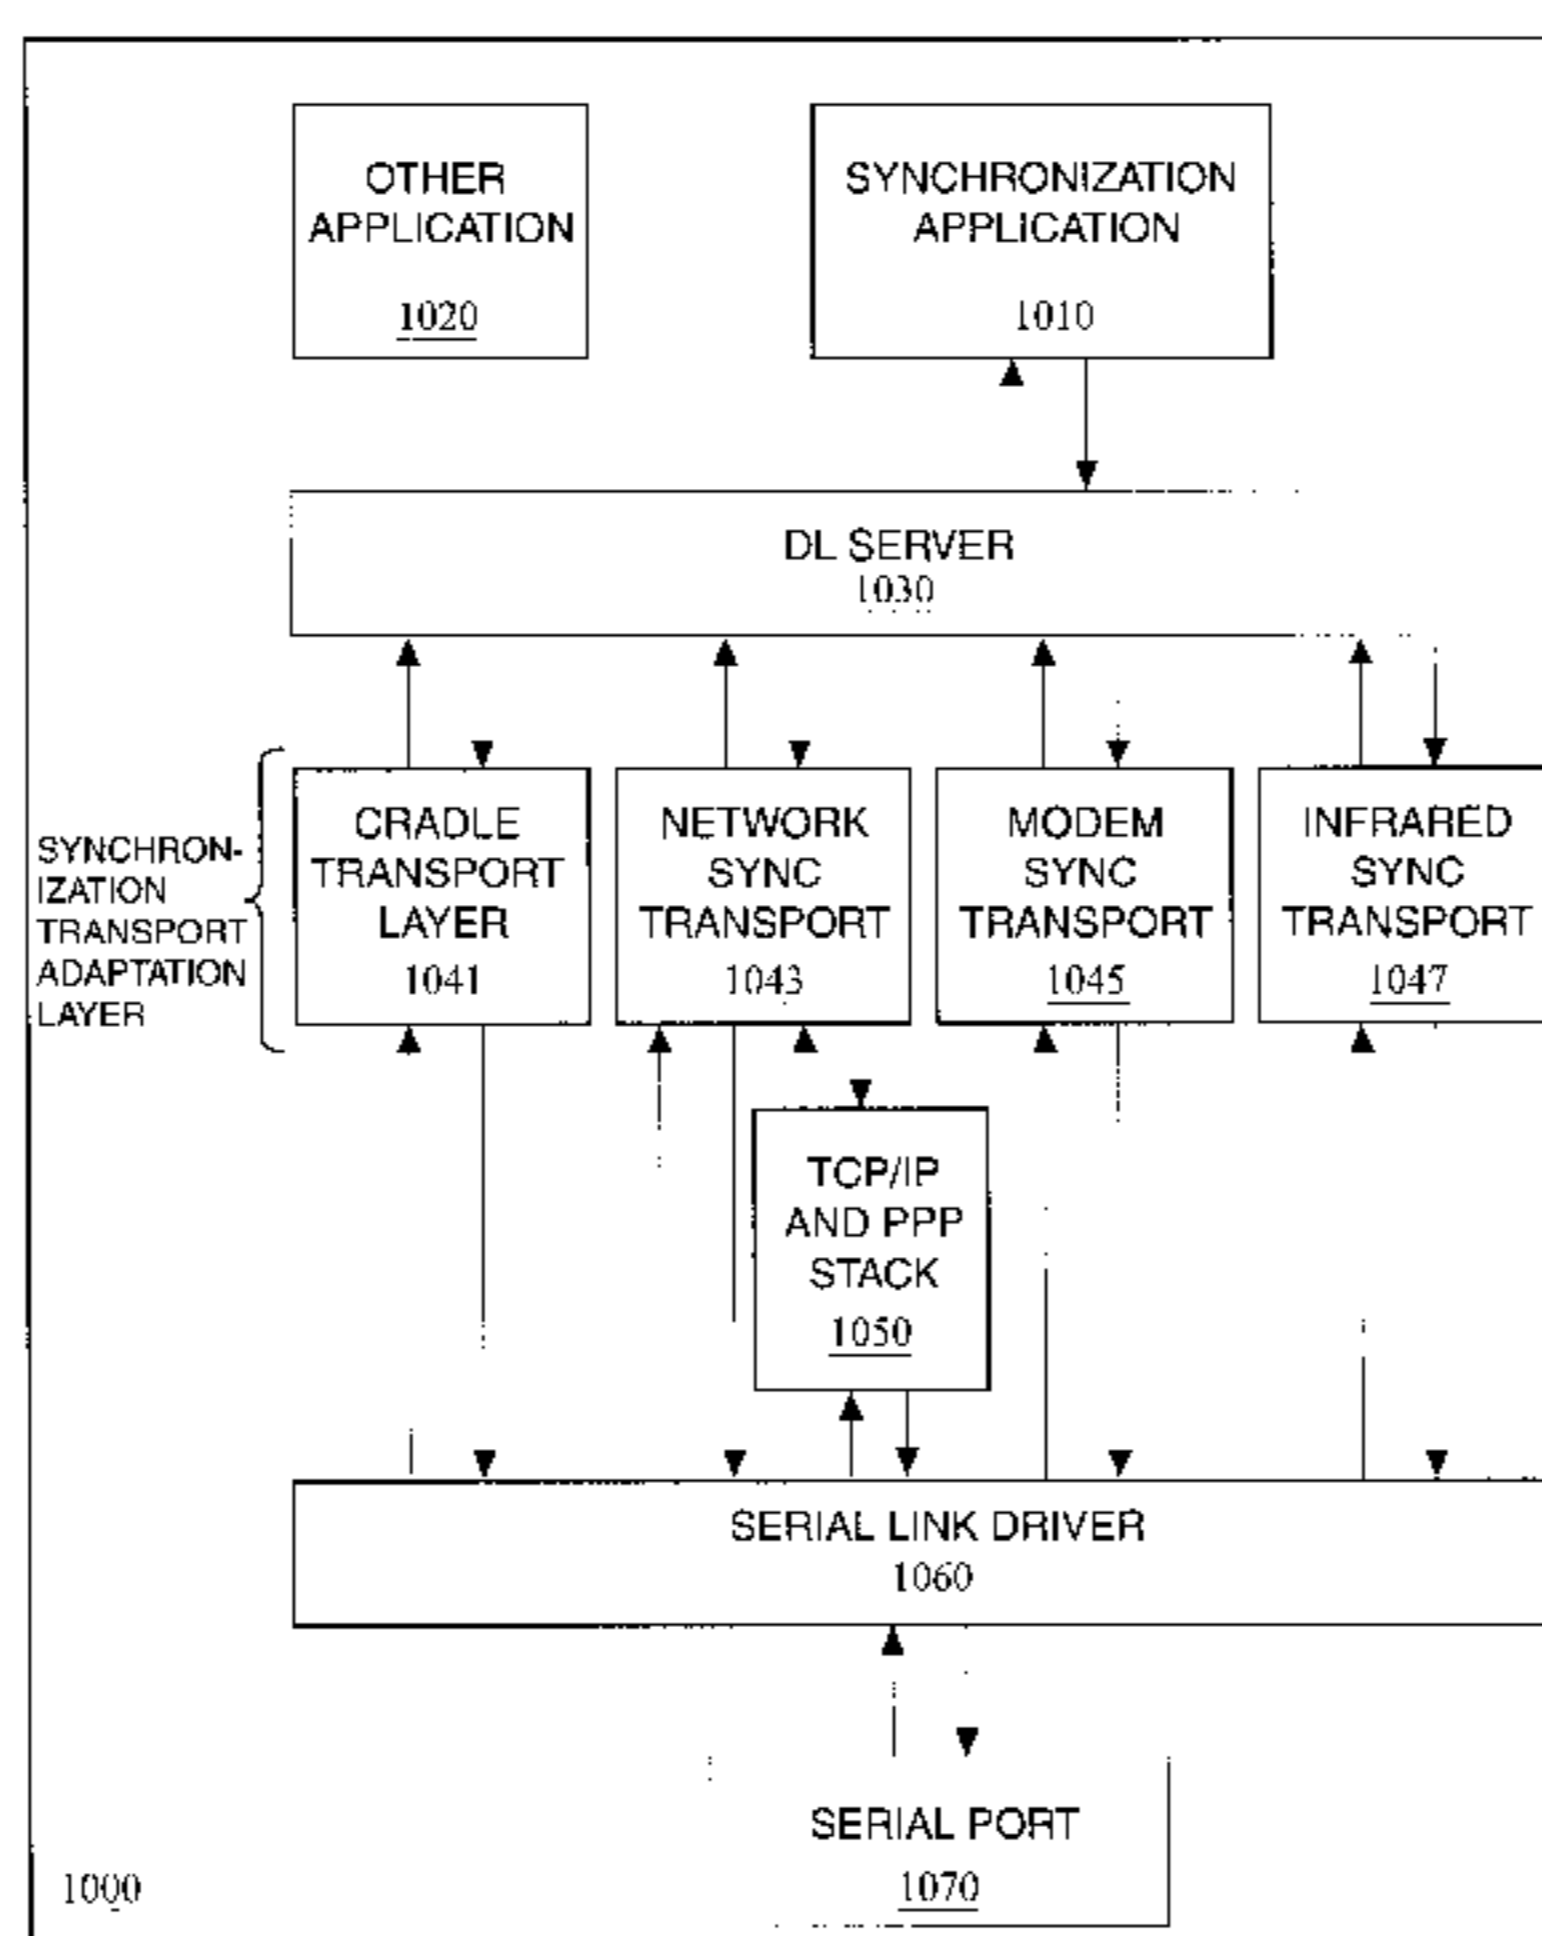 OTHER
APPLICATION
1020
SYNCHRONIZATION
APPLICATION
1010
DL SERVER
1030
SYNCHRON-
IZATION
TRANSPORT
ADAPTATION
LAYER
CRADLE
TRANSPORT
LAYER
1041
NETWORK
SYNC
TRANSPORT
1043
MODEM
SYNC
TRANSPORT
1045
INFRARED
SYNC
TRANSPORT
1047
TCP/IP
AND PPP
STACK
1050
SERIAL LINK DRIVER
1060
SERIAL PORT
1070
1000